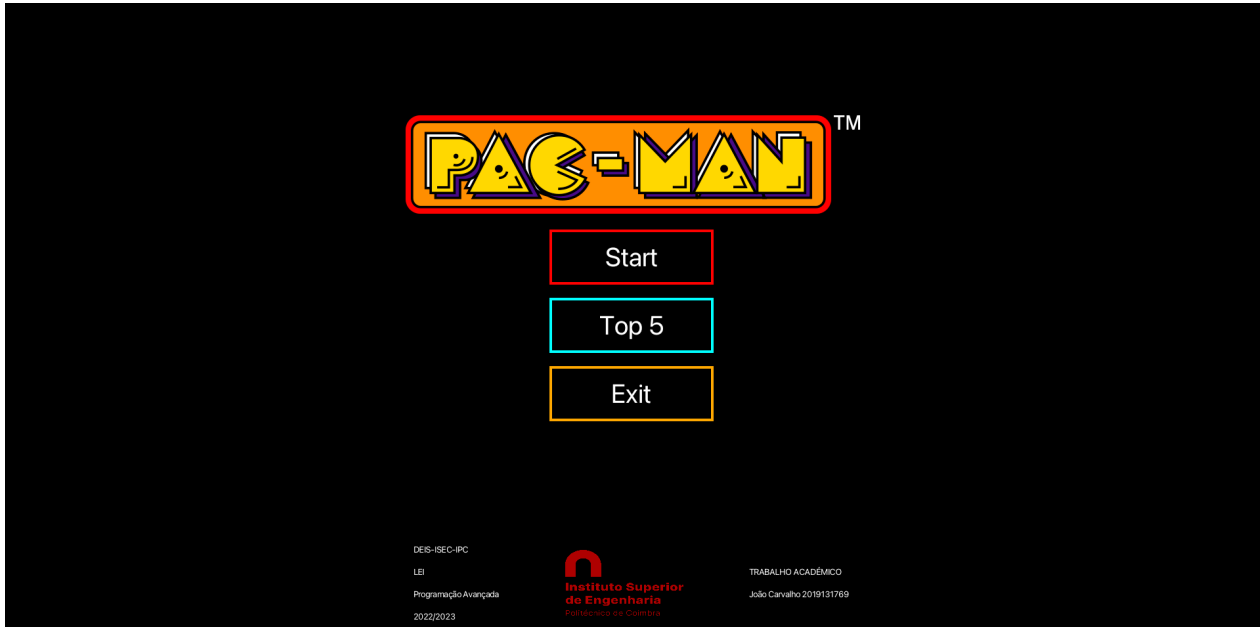 PAC-MAN TM
Start
Top 5
Exit
DEIS-ISEC-IPC
LEI
Programação Avançada
2022/2023
Instituto Superior
de Engenharia
Politécnico de Coimbra
TRABALHO ACADÉMICO
João Carvalho 2019131769